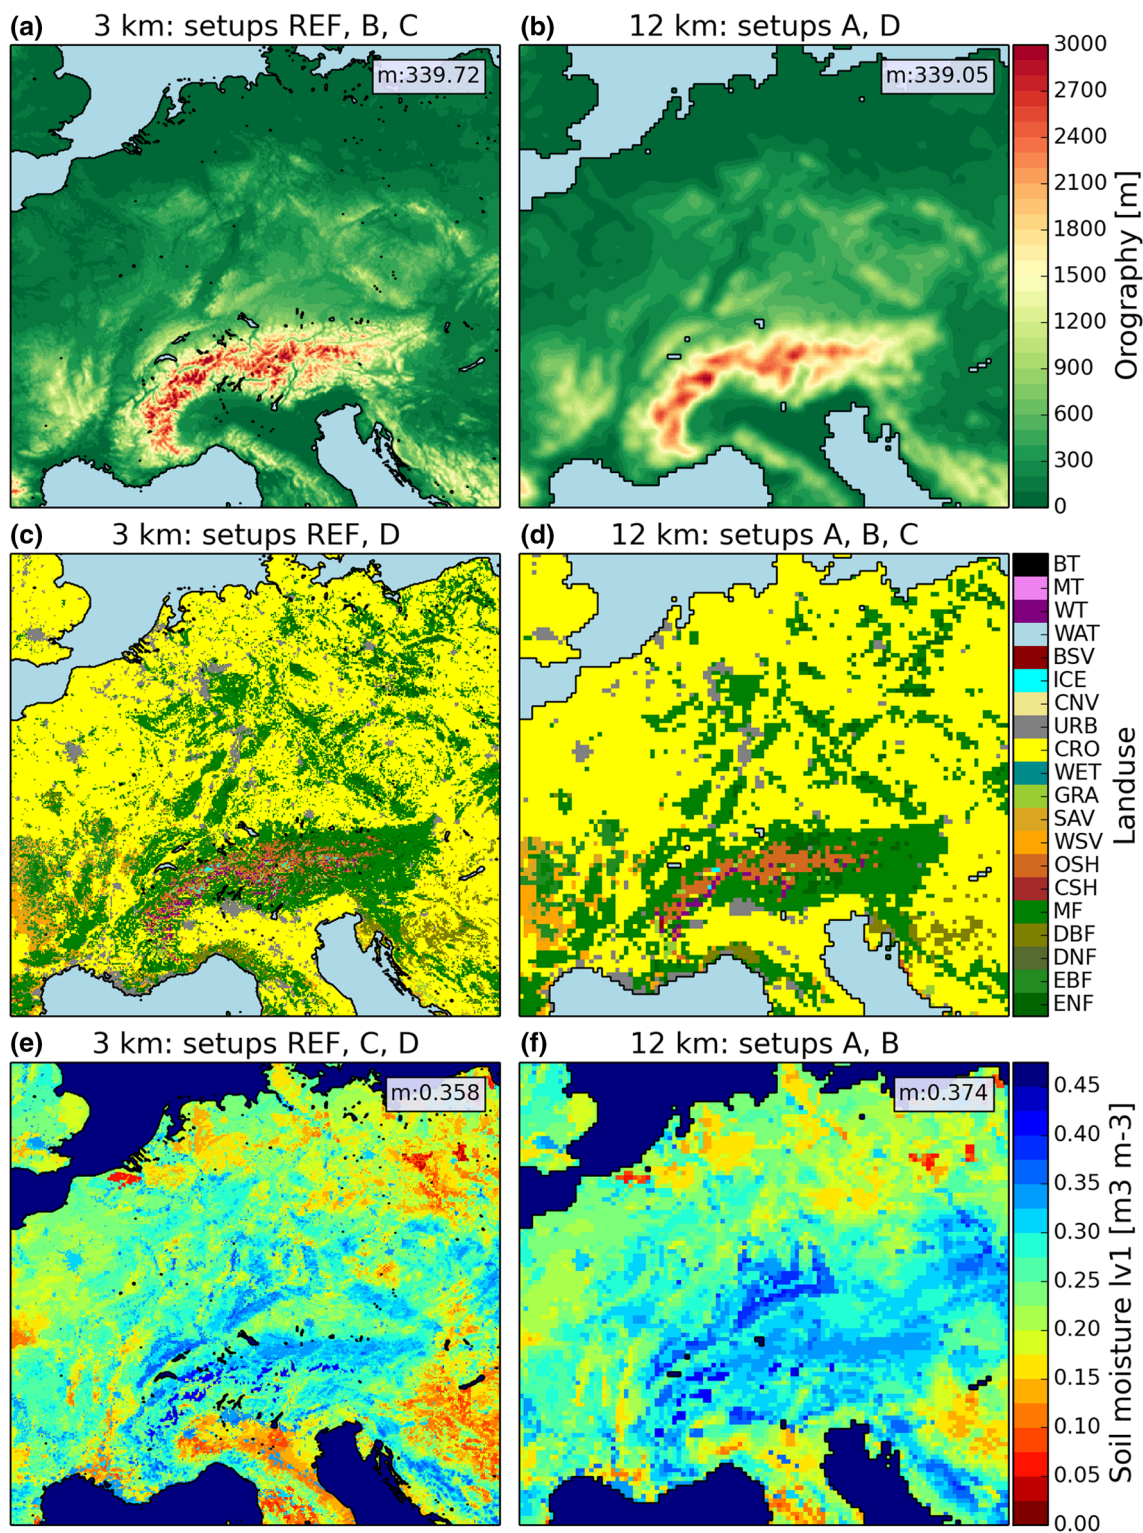 (a) 3 km: setups REF, B, C
(b) 12 km: setups A, D
m:339.72
m:339.05
3000
2700
2400
2100
1800
1500
1200
900
600
300
0
Orography [m]
(c) 3 km: setups REF, D
(d) 12 km: setups A, B, C
BT
MT
WT
WAT
BSV
ICE
CNV
URB
CRO
WET
GRA
SAV
WSV
OSH
CSH
MF
DBF
DNF
EBF
ENF
Landuse
(e) 3 km: setups REF, C, D
(f) 12 km: setups A, B
m:0.358
m:0.374
0.45
0.40
0.35
0.30
0.25
0.20
0.15
0.10
0.05
0.00
Soil moisture lv1 [m3 m-3]